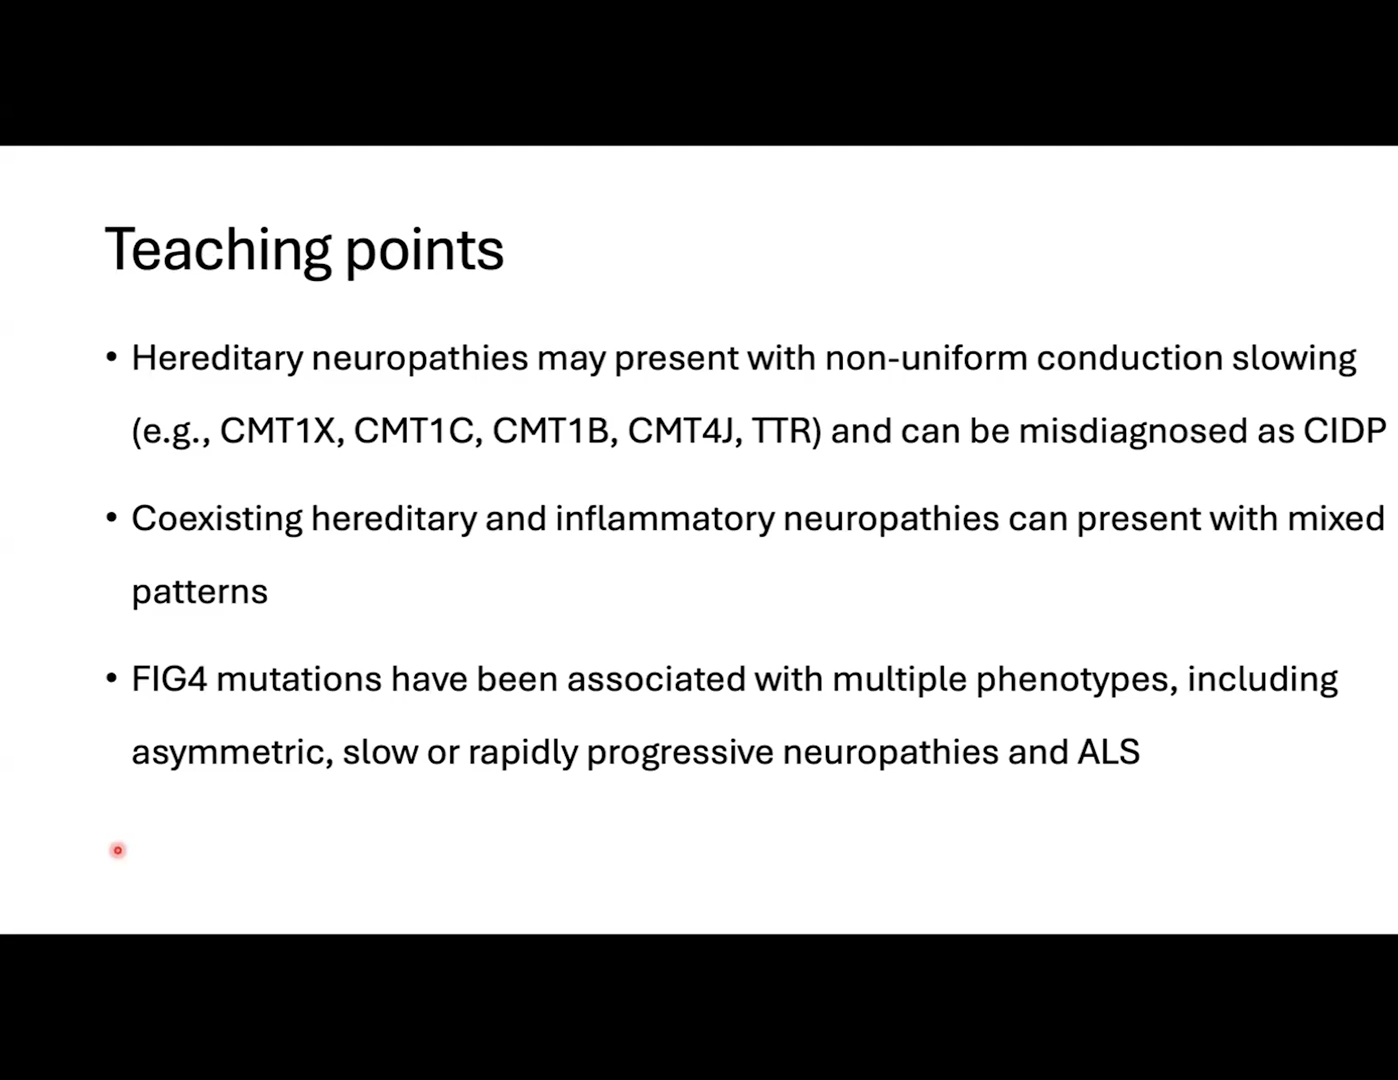 Teaching points
• Hereditary neuropathies may present with non-uniform conduction slowing
(e.g., CMT1X, CMT1C, CMT1B, CMT4J, TTR) and can be misdiagnosed as CIDP
• Coexisting hereditary and inflammatory neuropathies can present with mixed
patterns
• FIG4 mutations have been associated with multiple phenotypes, including
asymmetric, slow or rapidly progressive neuropathies and ALS